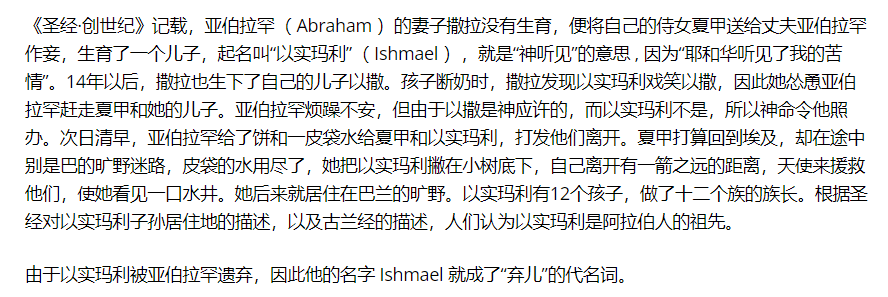 《圣经·创世纪》记载，亚伯拉罕（Abraham）的妻子撒拉没有生育，便将自己的侍女夏甲送给丈夫亚伯拉罕
作妾，生育了一个儿子，起名叫“以实玛利”（Ishmael），就是“神听见”的意思，因为“耶和华听见了我的苦
情”。14年以后，撒拉也生下了自己的儿子以撒。孩子断奶时，撒拉发现以实玛利戏笑以撒，因此她怂恿亚伯
拉罕赶走夏甲和她的儿子。亚伯拉罕烦躁不安，但由于以撒是神应许的，而以实玛利不是，所以神命令他照
办。次日清早，亚伯拉罕给了饼和一皮袋水给夏甲和以实玛利，打发他们离开。夏甲打算回到埃及，却在途中
别是巴的旷野迷路，皮袋的水用尽了，她把以实玛利撇在小树底下，自己离开有一箭之远的距离，天使来援救
他们，使她看见一口水井。她后来就居住在巴兰的旷野。以实玛利有12个孩子，做了十二个族的族长。根据圣
经对以实玛利子孙居住地的描述，以及古兰经的描述，人们认为以实玛利是阿拉伯人的祖先。
由于以实玛利被亚伯拉罕遗弃，因此他的名字 Ishmael 就成了“弃儿”的代名词。